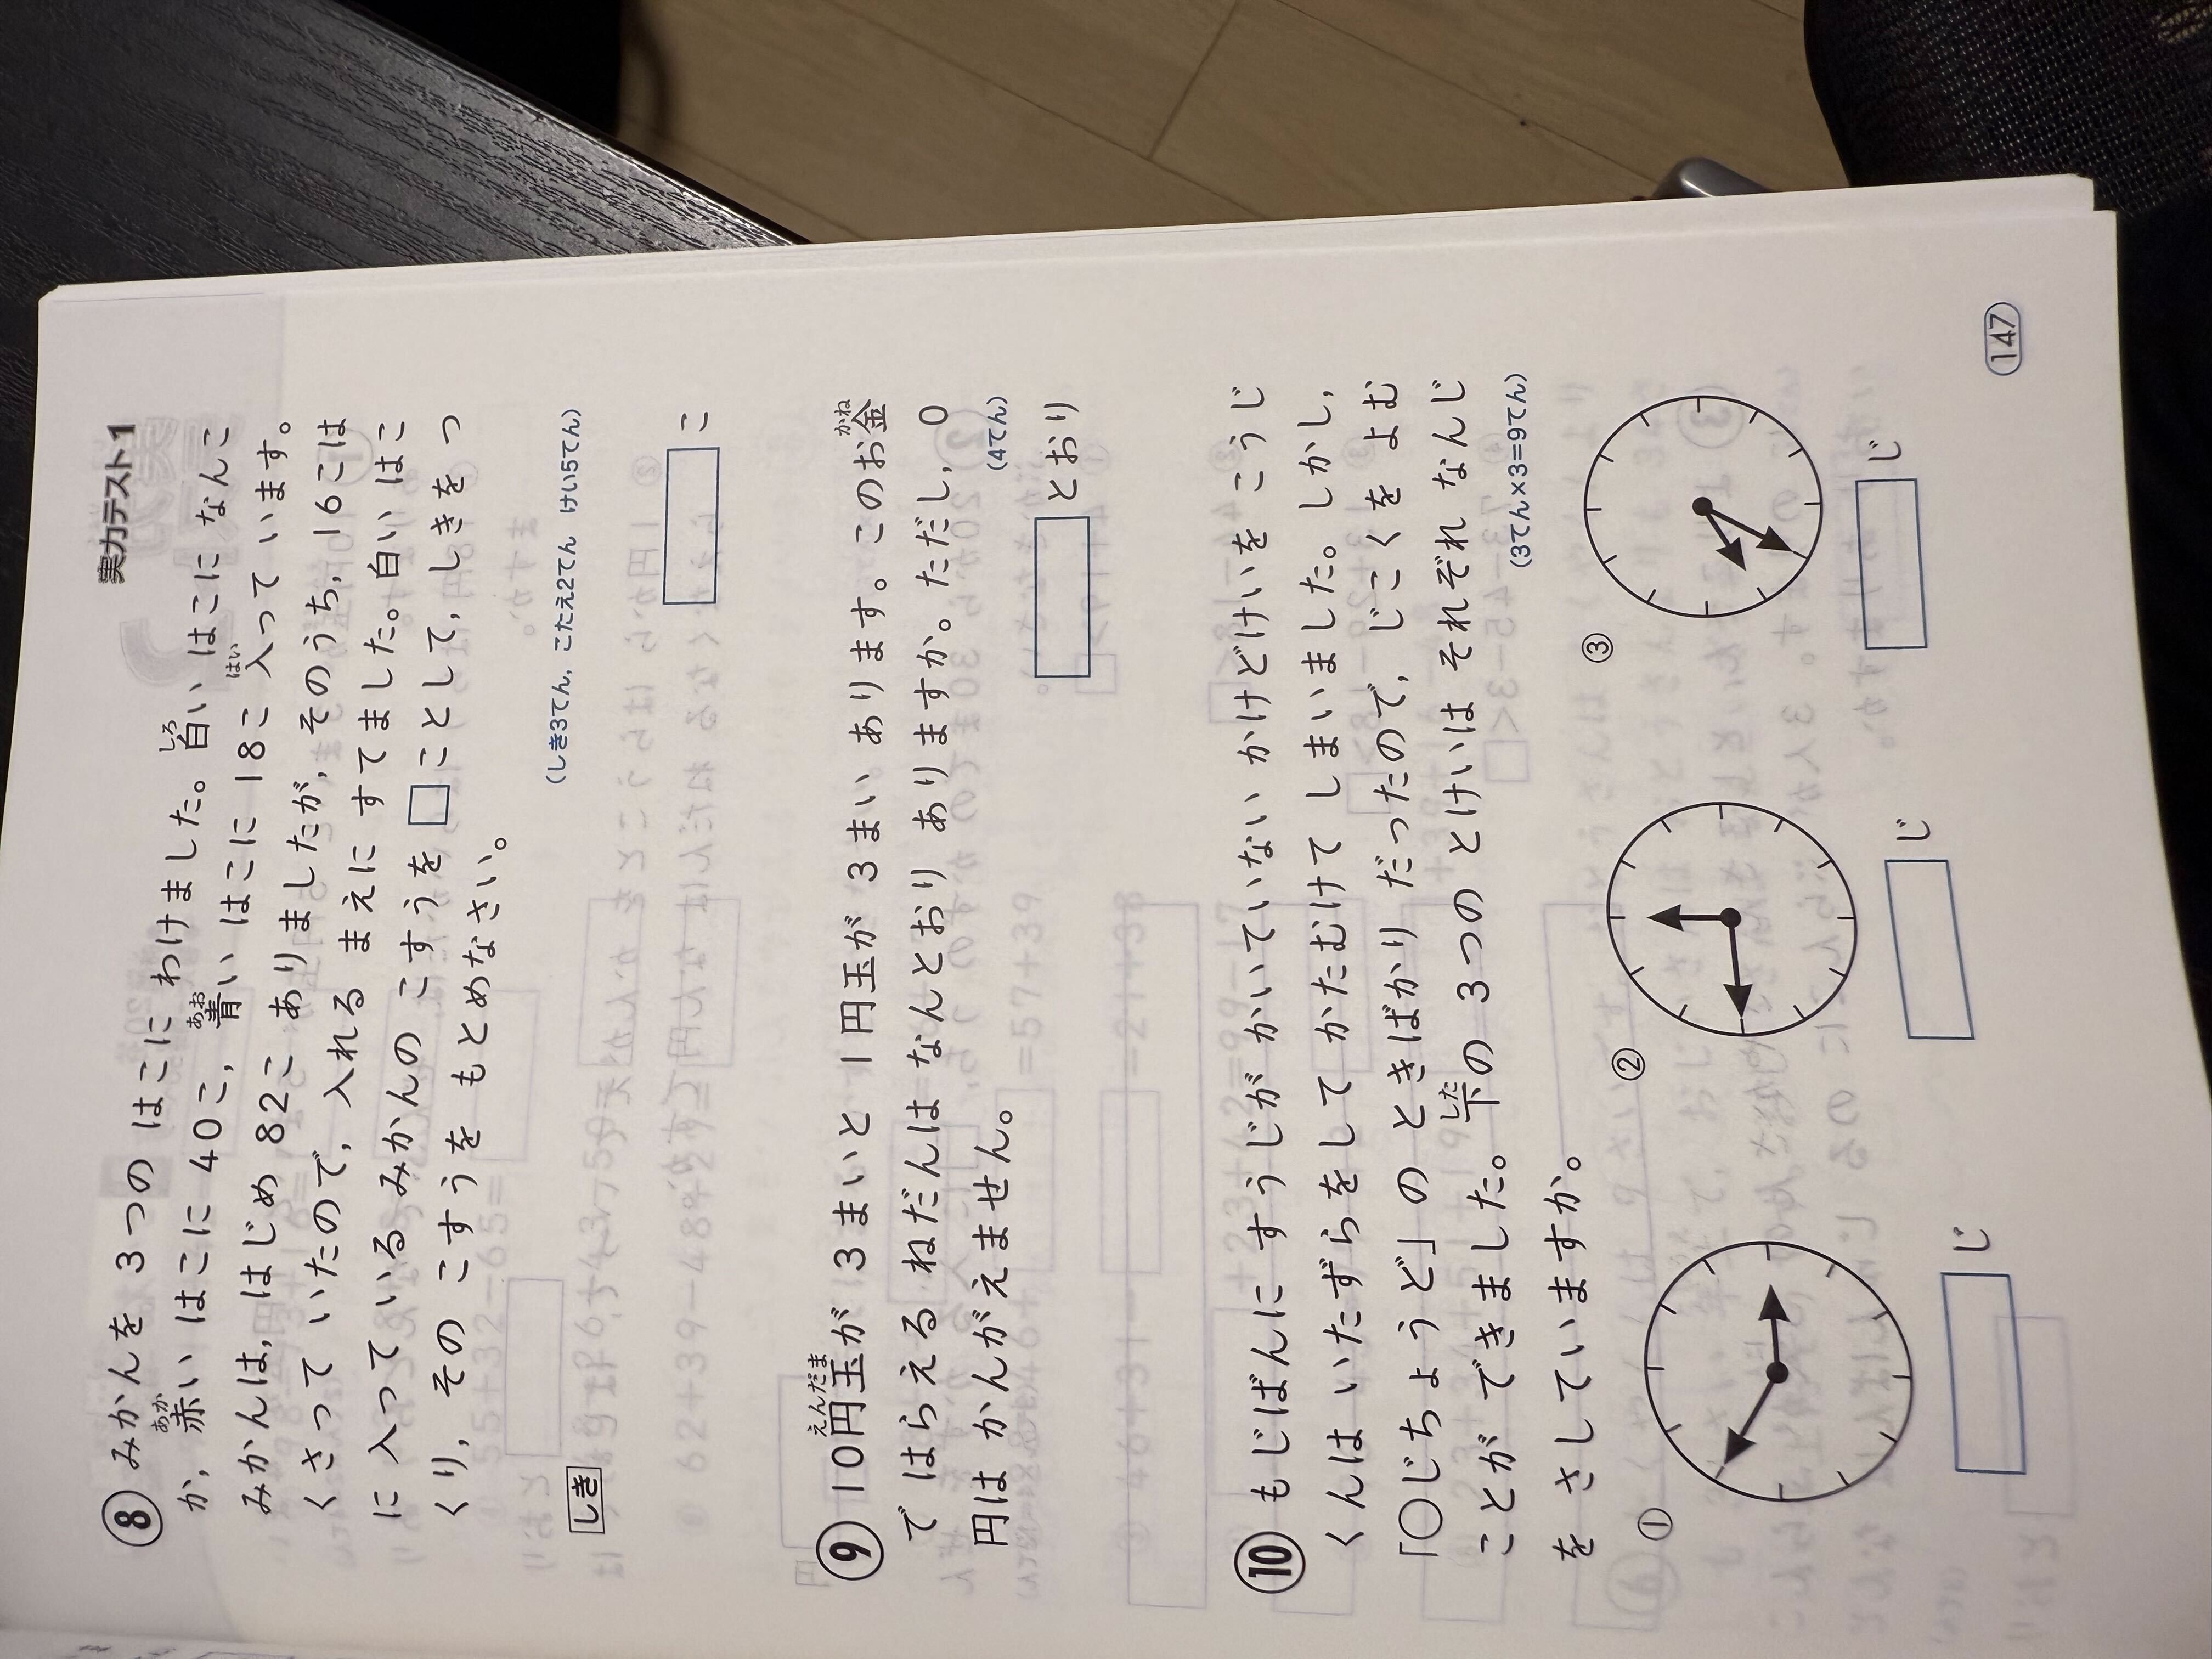 実力テスト1
⑧ みかんを 3つの はこに わけました。白い はこに なんこ
か，赤い はこに 40こ，青い はこに 18こ 入って います。
みかんは，はじめ 82こ ありましたが，そのうち，16こは
くさって いたので，入れる まえに すてました。白い はこ
に 入って いる みかんの こすうを □ことして，しきを つ
くり，その こすうを もとめなさい。
(しき3てん，こたえ2てん けい5てん)
しき
こ
⑨ 10円玉が 3まいと 1円玉が 3まい あります。このお金
で はらえる ねだんは なんとおり ありますか。ただし，0
円は かんがえません。
(4てん)
とおり
⑩ もじばんに すうじが かいていない かけどけいを こうじ
くんは いたずらをして かたむけて しまいました。しかし，
「○じちょうど」の ときばかり だったので，じこくを よむ
ことが できました。下の 3つの とけいは それぞれ なんじ
を さして いますか。
(3てん×3=9てん)
① ② ③
じ じ じ
147